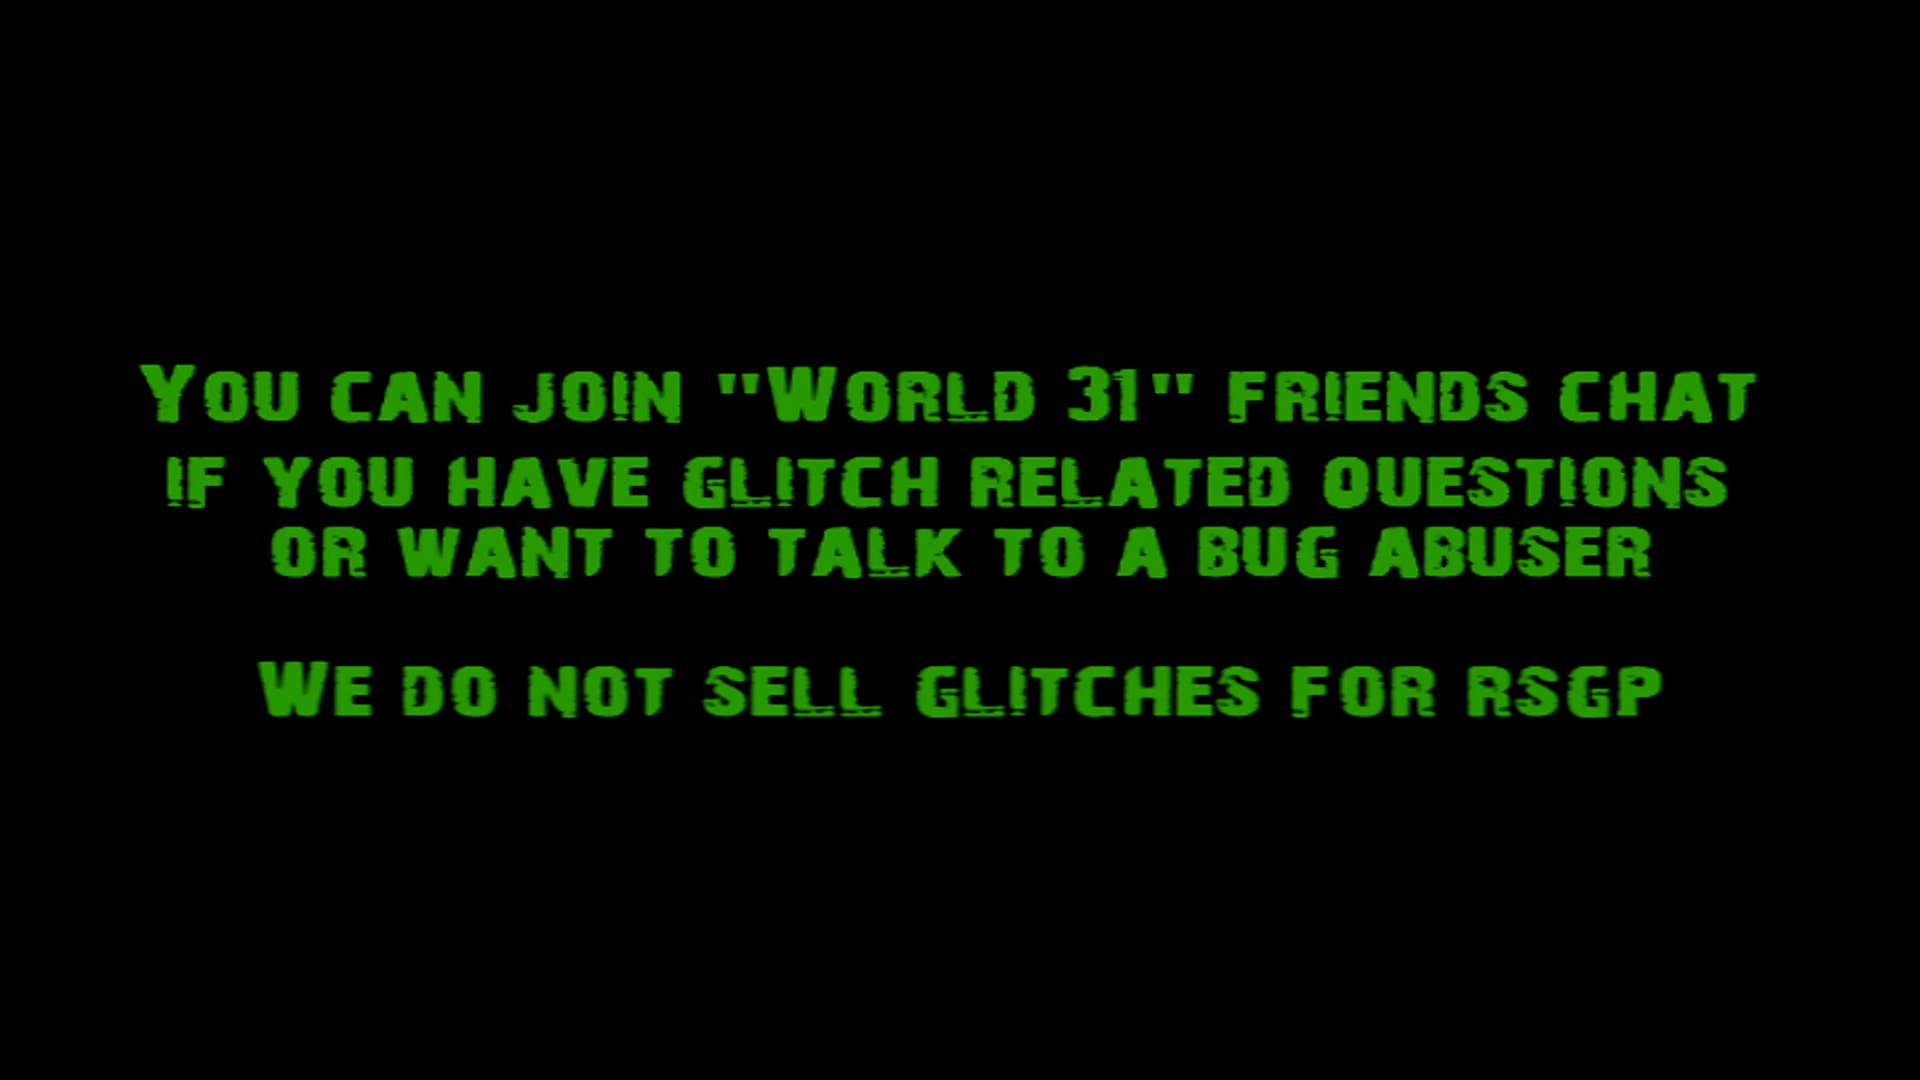 You can join "World 31" friends chat
if you have glitch related questions
or want to talk to a bug abuser
We do not sell glitches for rsgp